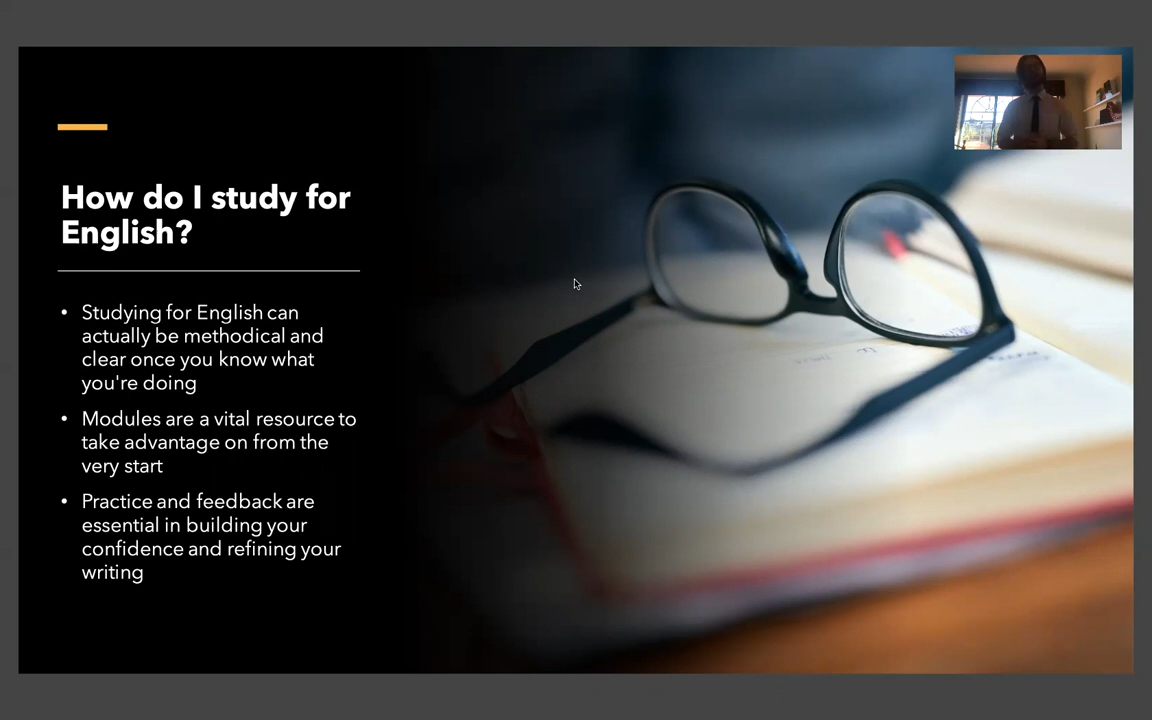 How do I study for
English?
• Studying for English can
actually be methodical and
clear once you know what
you're doing
• Modules are a vital resource to
take advantage on from the
very start
• Practice and feedback are
essential in building your
confidence and refining your
writing